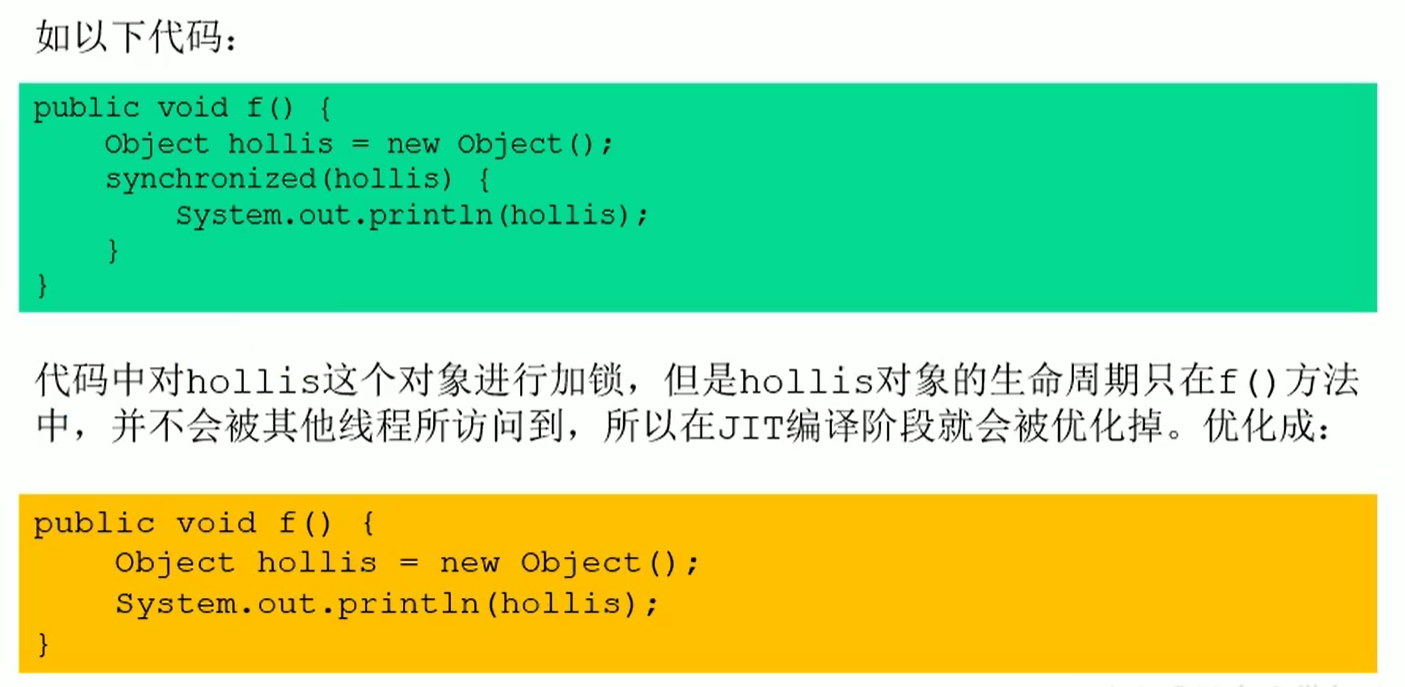 如以下代码：
public void f() {
    Object hollis = new Object();
    synchronized(hollis) {
        System.out.println(hollis);
    }
}
代码中对hollis这个对象进行加锁，但是hollis对象的生命周期只在f()方法
中，并不会被其他线程所访问到，所以在JIT编译阶段就会被优化掉。优化成：
public void f() {
    Object hollis = new Object();
    System.out.println(hollis);
}